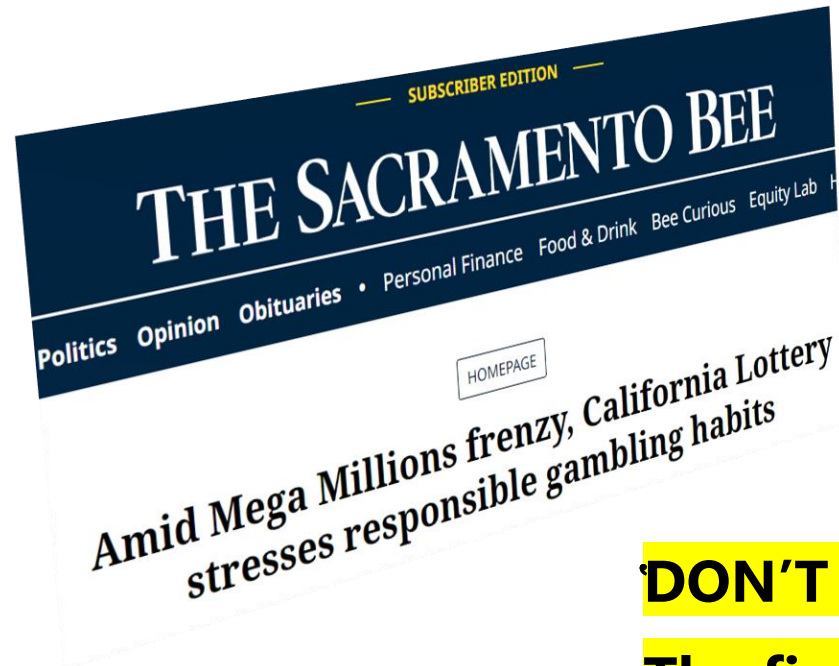 SUBSCRIBER EDITION
THE SACRAMENTO BEE
Politics Opinion Obituaries • Personal Finance Food & Drink Bee Curious Equity Lab
HOMEPAGE
Amid Mega Millions frenzy, California Lottery
stresses responsible gambling habits
‘DON’T